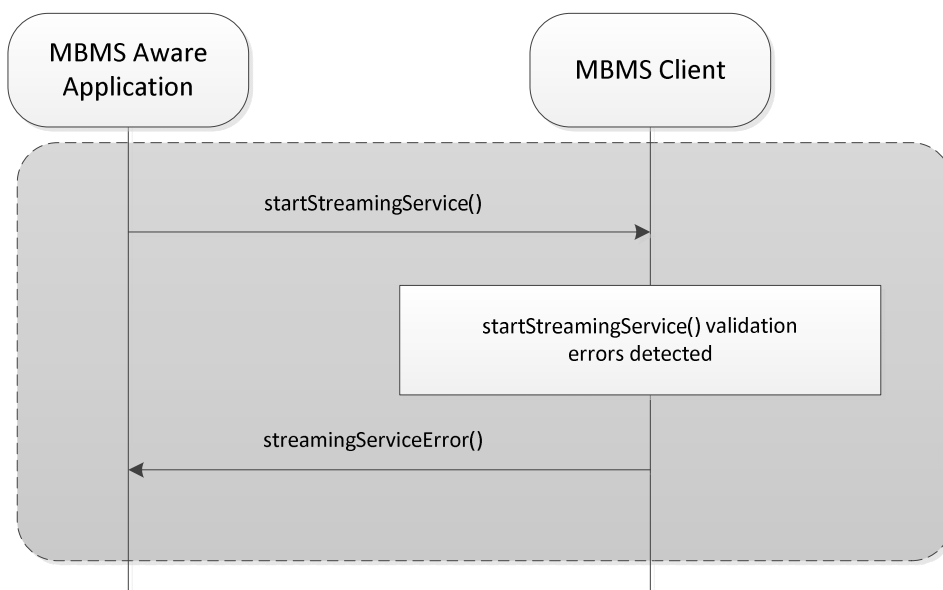 MBMS Aware
Application
MBMS Client
startStreamingService()
startStreamingService() validation
errors detected
streamingServiceError()